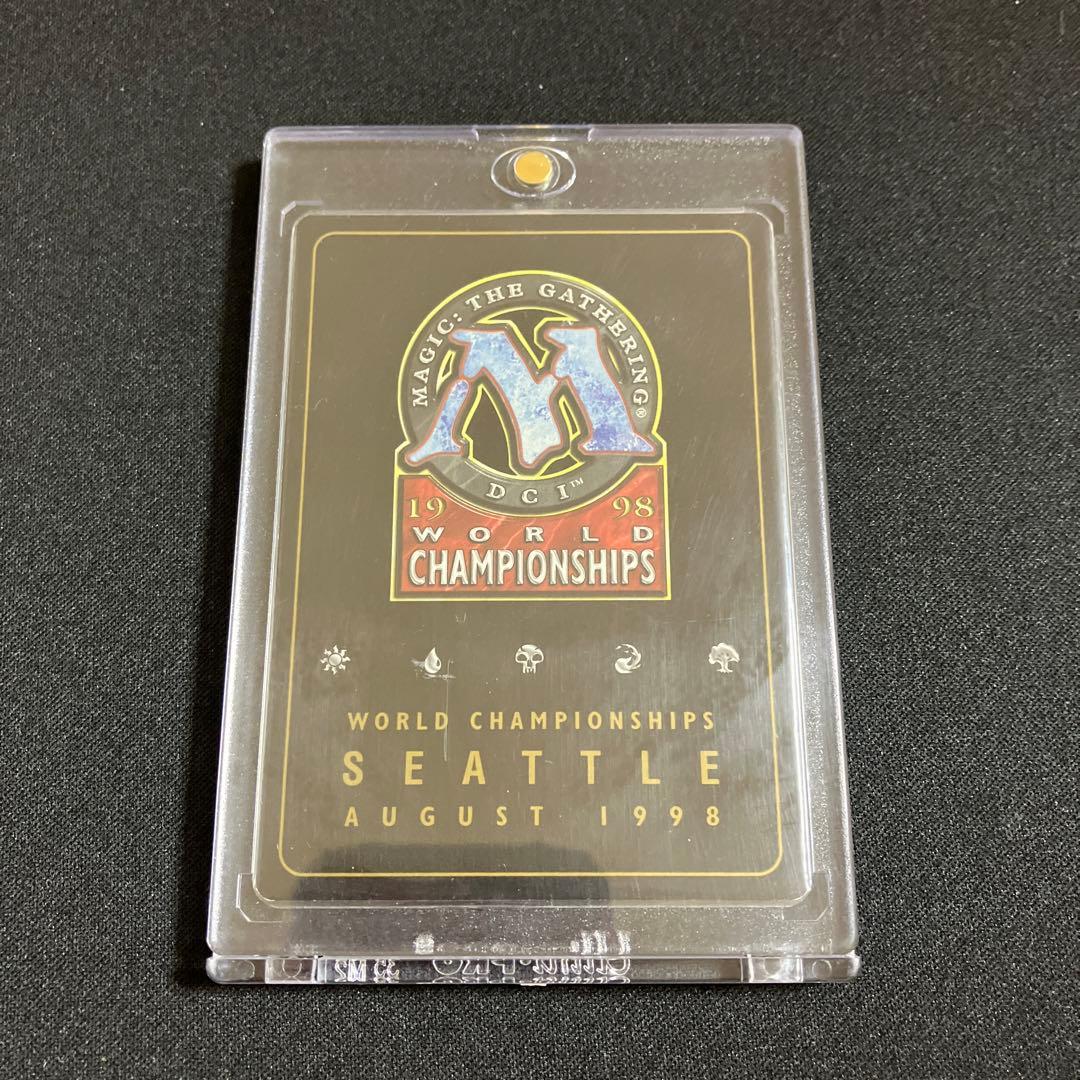 MAGIC: THE GATHERING®
DCI™
19 98
WORLD
CHAMPIONSHIPS
WORLD CHAMPIONSHIPS
SEATTLE
AUGUST 1998